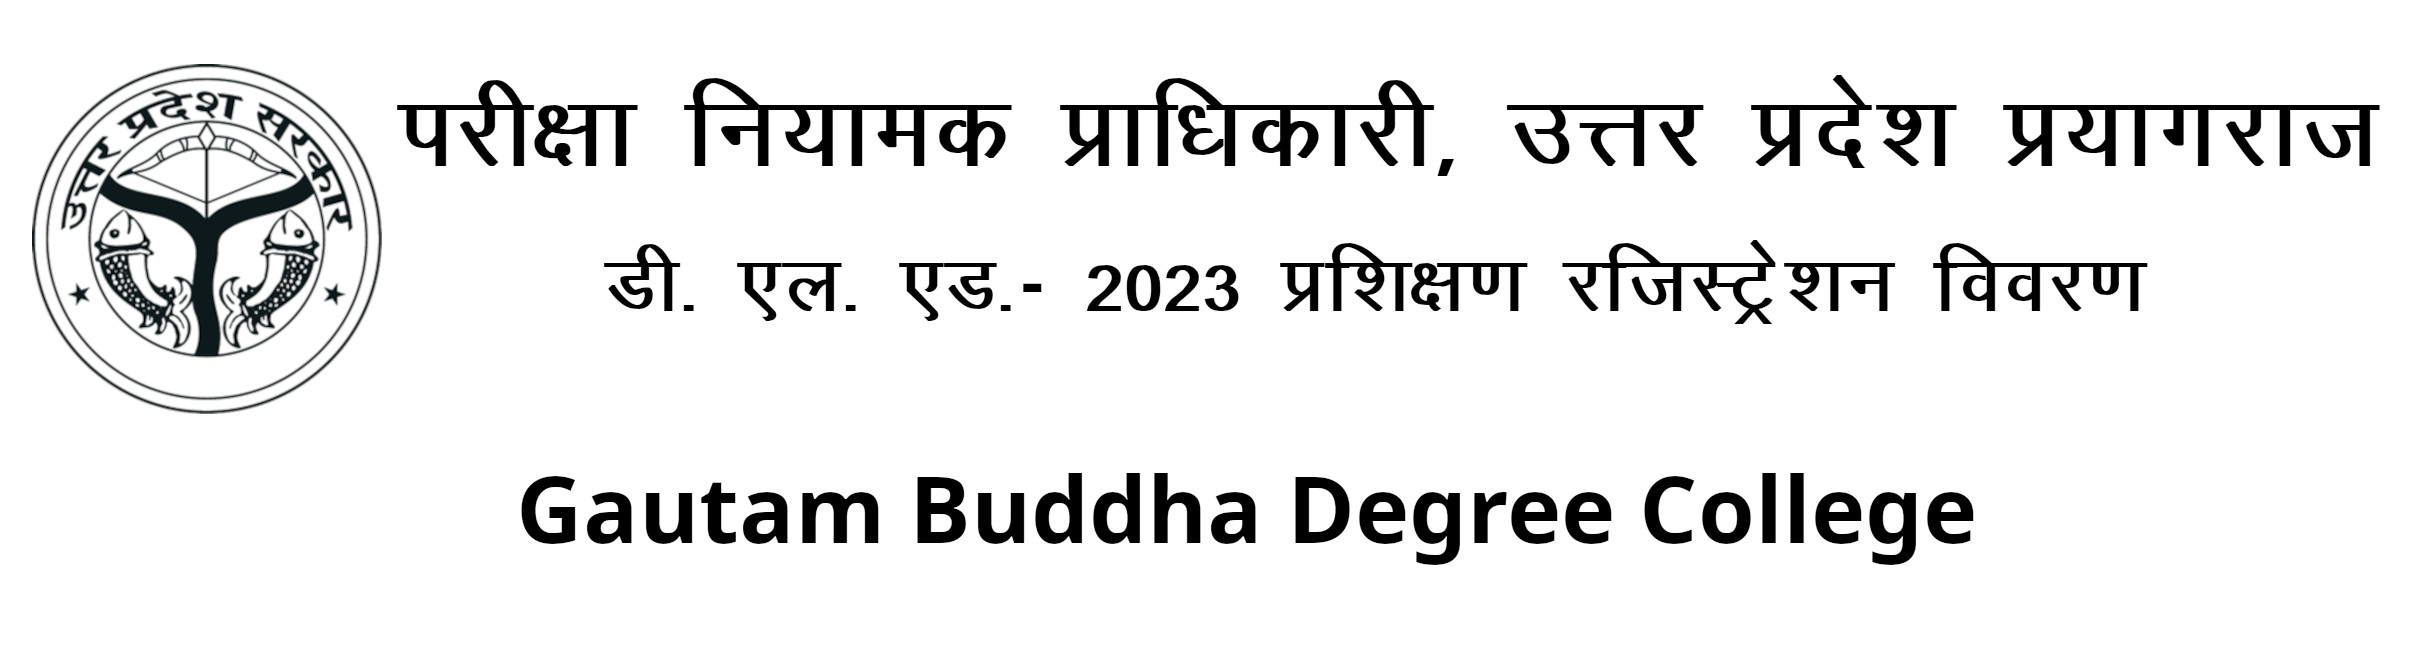 उत्तर प्रदेश सरकार
परीक्षा नियामक प्राधिकारी, उत्तर प्रदेश प्रयागराज
डी. एल. एड.- 2023 प्रशिक्षण रजिस्ट्रेशन विवरण
Gautam Buddha Degree College